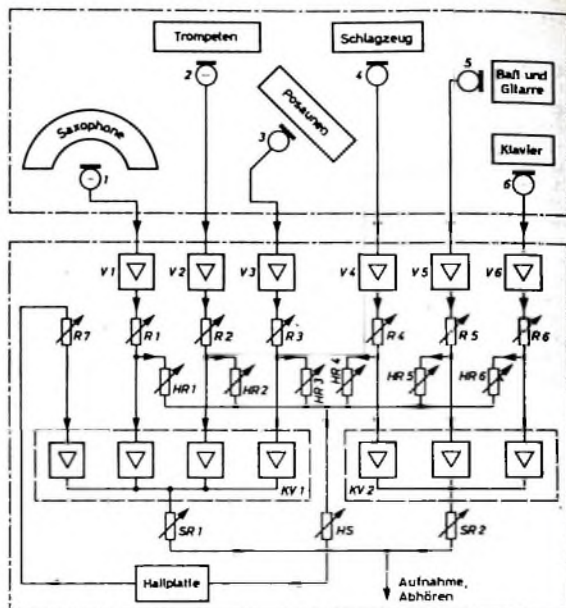 Trompeten
Schlagzeug
Baß und
Gitarre
Posaunen
Saxophone
Klavier
1
2
3
4
5
6
V1
V2
V3
V4
V5
V6
R7
R1
R2
R3
R4
R5
R6
HR1
HR2
HR3
HR4
HR5
HR6
KV1
KV2
SR1
HS
SR2
Hallplatte
Aufnahme,
Abhören